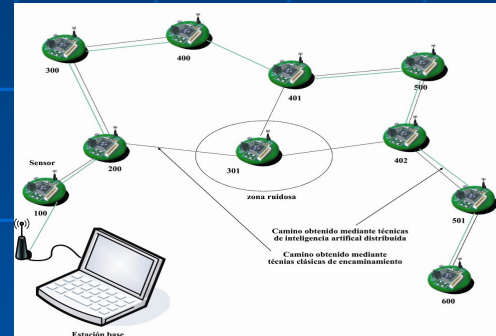 300
400
401
500
Sensor
200
301
402
zona ruidosa
100
501
Camino obtenido mediante técnicas
de inteligencia artifical distribuida
Camino obtenido mediante
técnias clásicas de encaminamiento
600
Estación base